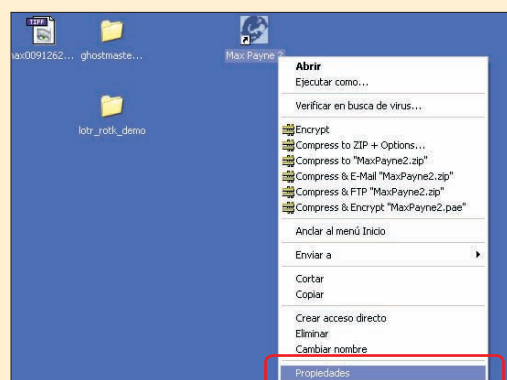 TIFF
max0091262... ghostmaste... Max Payne 2
lotr_rotk_demo
Abrir
Ejecutar como...
Verificar en busca de virus...
Encrypt
Compress to ZIP + Options...
Compress to "MaxPayne2.zip"
Compress & E-Mail "MaxPayne2.zip"
Compress & FTP "MaxPayne2.zip"
Compress & Encrypt "MaxPayne2.pae"
Anclar al menú Inicio
Enviar a
Cortar
Copiar
Crear acceso directo
Eliminar
Cambiar nombre
Propiedades